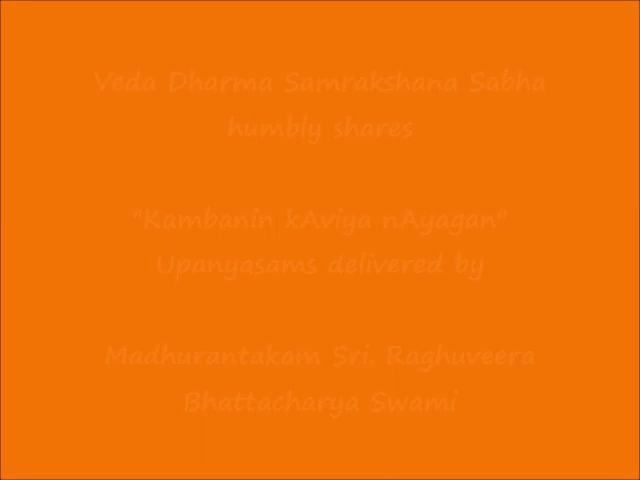 Veda Dharma Samrakshana Sabha
humbly shares
"Kambanin kAviya nAyagan"
Upanyasams delivered by
Madhurantakam Sri. Raghuveera
Bhattacharya Swami